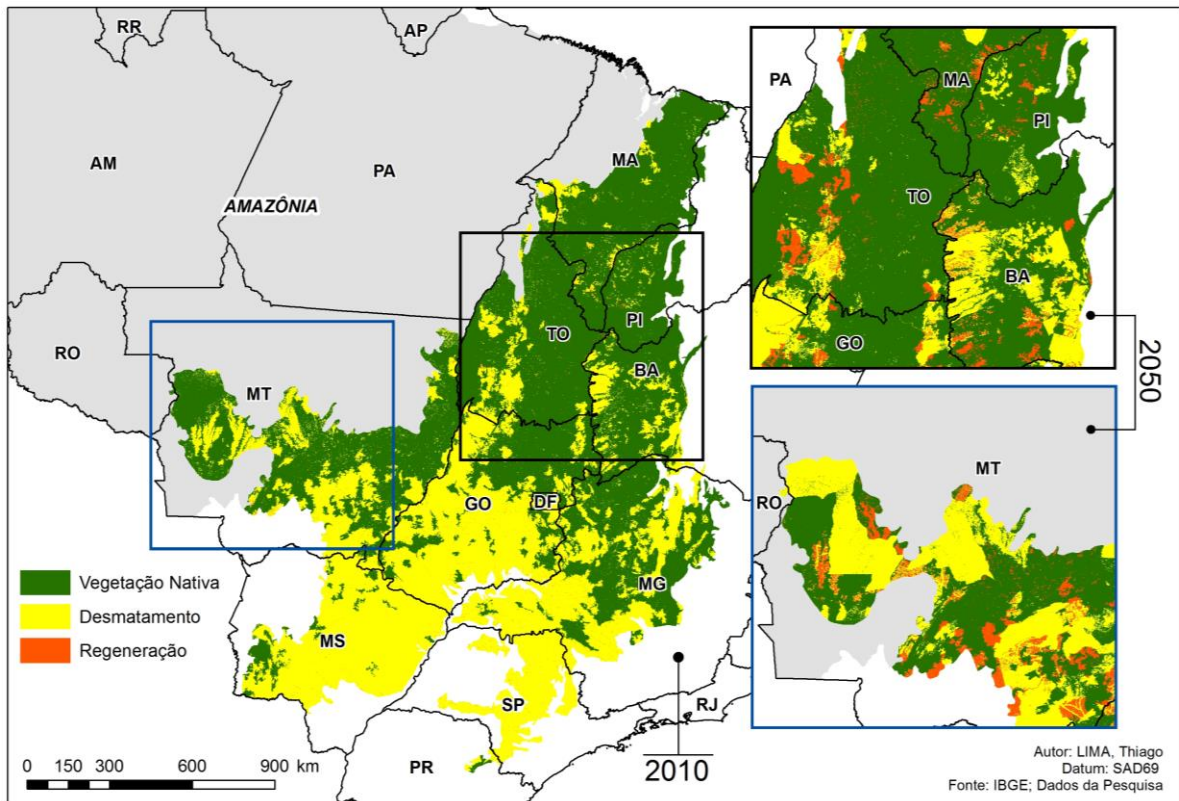 RR
AP
AM
PA
MA
AMAZÔNIA
TO
PI
RO
BA
MT
GO
DF
MG
MS
SP
RJ
PR
Vegetação Nativa
Desmatamento
Regeneração
0 150 300 600 900 km
2010
PA
MA
PI
TO
BA
GO
2050
MT
RO
Autor: LIMA, Thiago
Datum: SAD69
Fonte: IBGE; Dados da Pesquisa